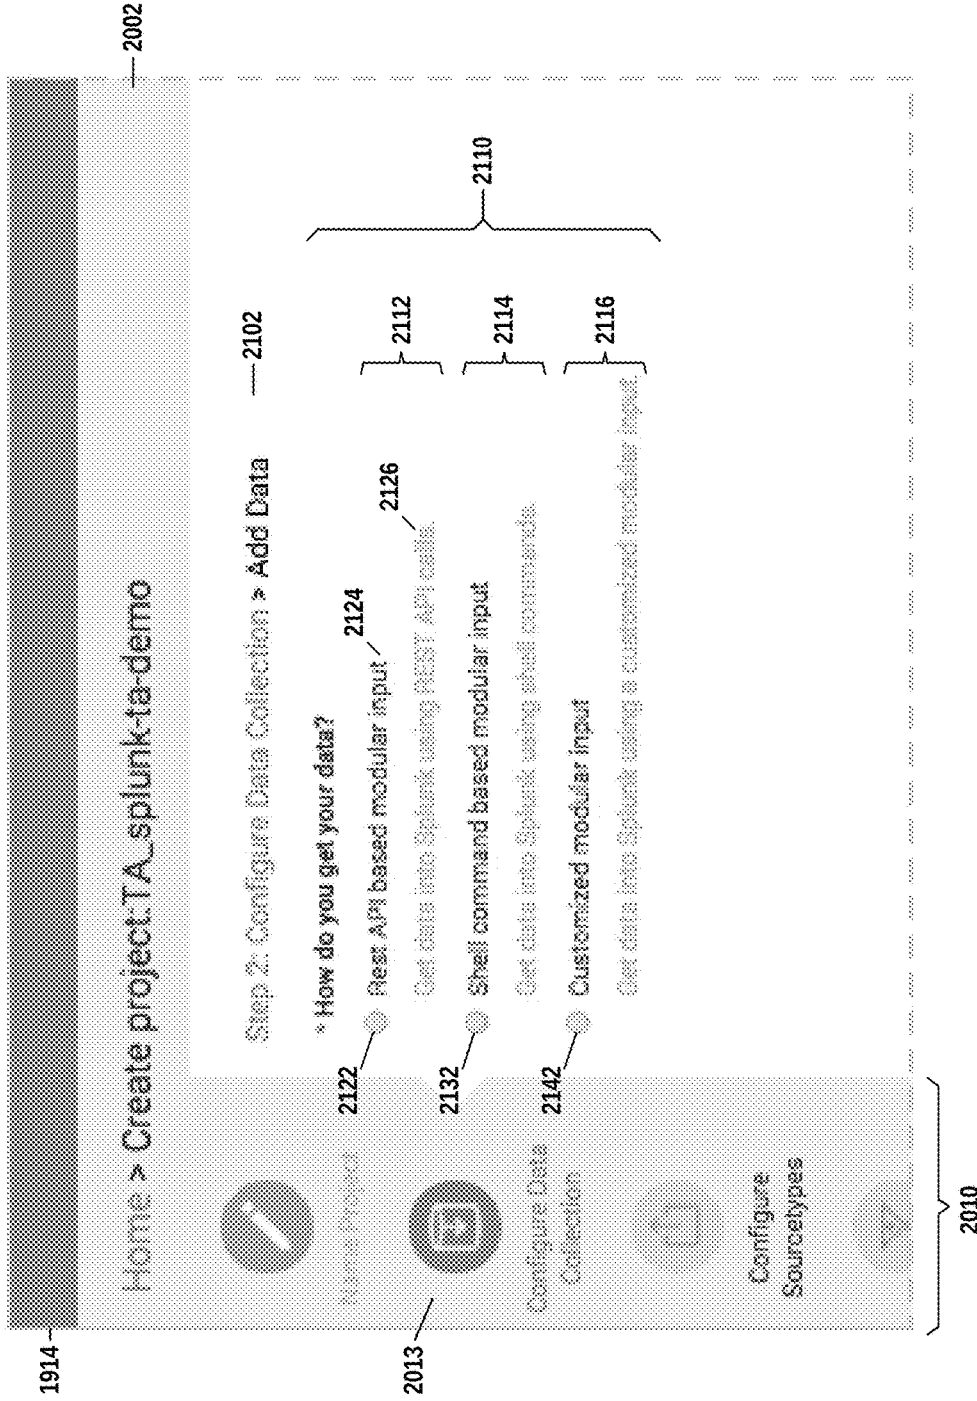 1914
2002
Home > Create project:TA_splunk-ta-demo
Name Project
2013
Configure Data
Collection
Configure
Sourcetypes
2010
Step 2: Configure Data Collection > Add Data
2102
* How do you get your data?
2110
2122
Rest API based modular input
2124
Get data into Splunk using REST API calls.
2126
2112
2132
Shell command based modular input
Get data into Splunk using shell commands.
2114
2142
Customized modular input
Get data into Splunk using a customized modular input.
2116